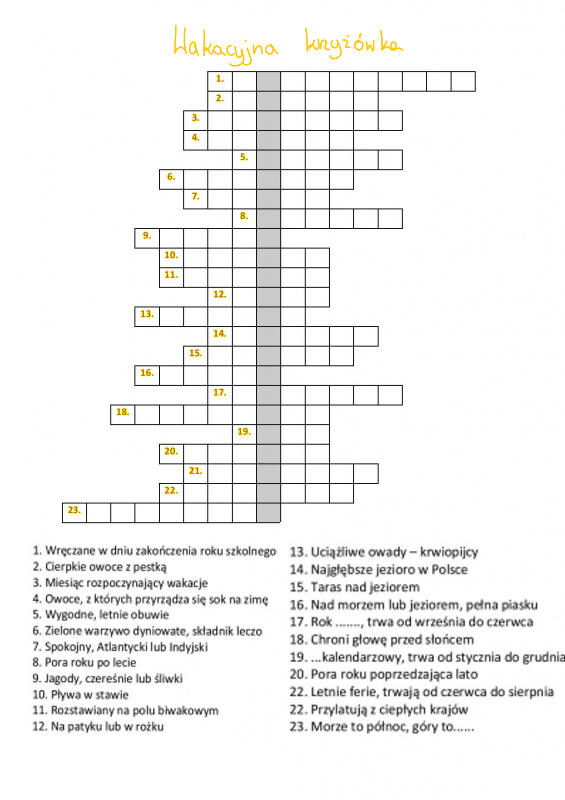 Wakacyjna krzyżówka
1.
2.
3.
4.
5.
6.
7.
8.
9.
10.
11.
12.
13.
14.
15.
16.
17.
18.
19.
20.
21.
22.
23.
1. Wręczane w dniu zakończenia roku szkolnego
2. Cierpkie owoce z pestką
3. Miesiąc rozpoczynający wakacje
4. Owoce, z których przyrządza się sok na zimę
5. Wygodne, letnie obuwie
6. Zielone warzywo dyniowate, składnik leczo
7. Spokojny, Atlantycki lub Indyjski
8. Pora roku po lecie
9. Jagody, czereśnie lub śliwki
10. Pływa w stawie
11. Rozstawiany na polu biwakowym
12. Na patyku lub w rożku
13. Uciążliwe owady – krwiopijcy
14. Najgłębsze jezioro w Polsce
15. Taras nad jeziorem
16. Nad morzem lub jeziorem, pełna piasku
17. Rok ......., trwa od września do czerwca
18. Chroni głowę przed słońcem
19. ...kalendarzowy, trwa od stycznia do grudnia
20. Pora roku poprzedzająca lato
22. Letnie ferie, trwają od czerwca do sierpnia
22. Przylatują z ciepłych krajów
23. Morze to północ, góry to......